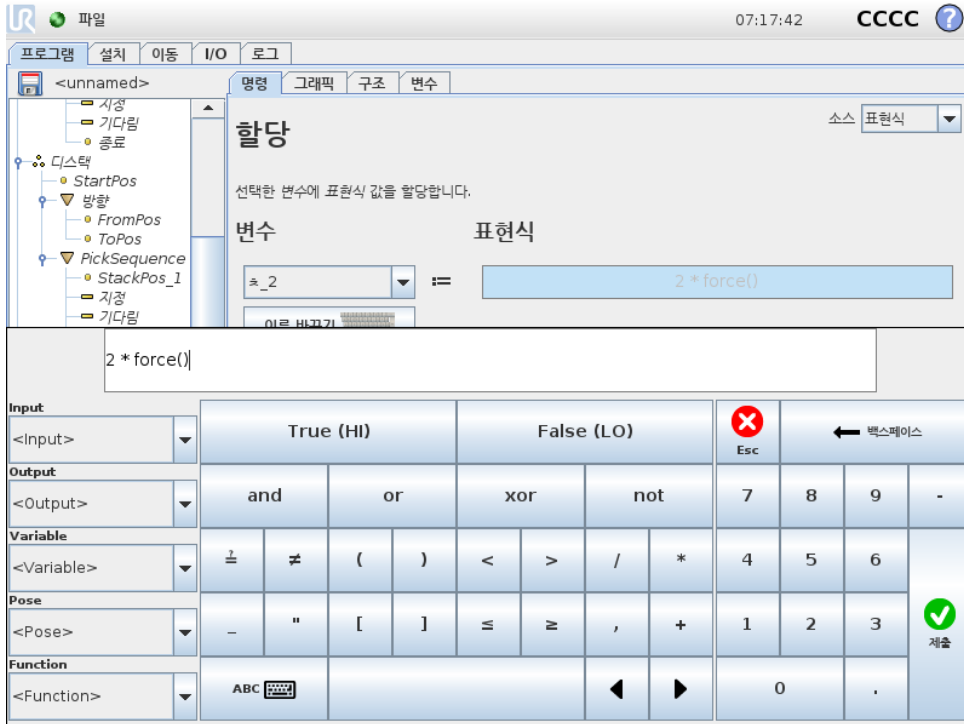 UR 파일 07:17:42 CCCC ?
프로그램 설치 이동 I/O 로그
<unnamed>
명령 그래픽 구조 변수
지정
기다림
종료
디스택
StartPos
방향
FromPos
ToPos
PickSequence
StackPos_1
지정
기다림
할당
소스 표현식
선택한 변수에 표현식 값을 할당합니다.
변수 표현식
ㅊ_2 := 2 * force()
이름 바꾸기
2 * force()
Input
<Input>
Output
<Output>
Variable
<Variable>
Pose
<Pose>
Function
<Function>
True (HI) False (LO) Esc 백스페이스
and or xor not 7 8 9 -
≟ ≠ ( ) < > / * 4 5 6
_ " [ ] ≤ ≥ , + 1 2 3 제출
ABC 0 .